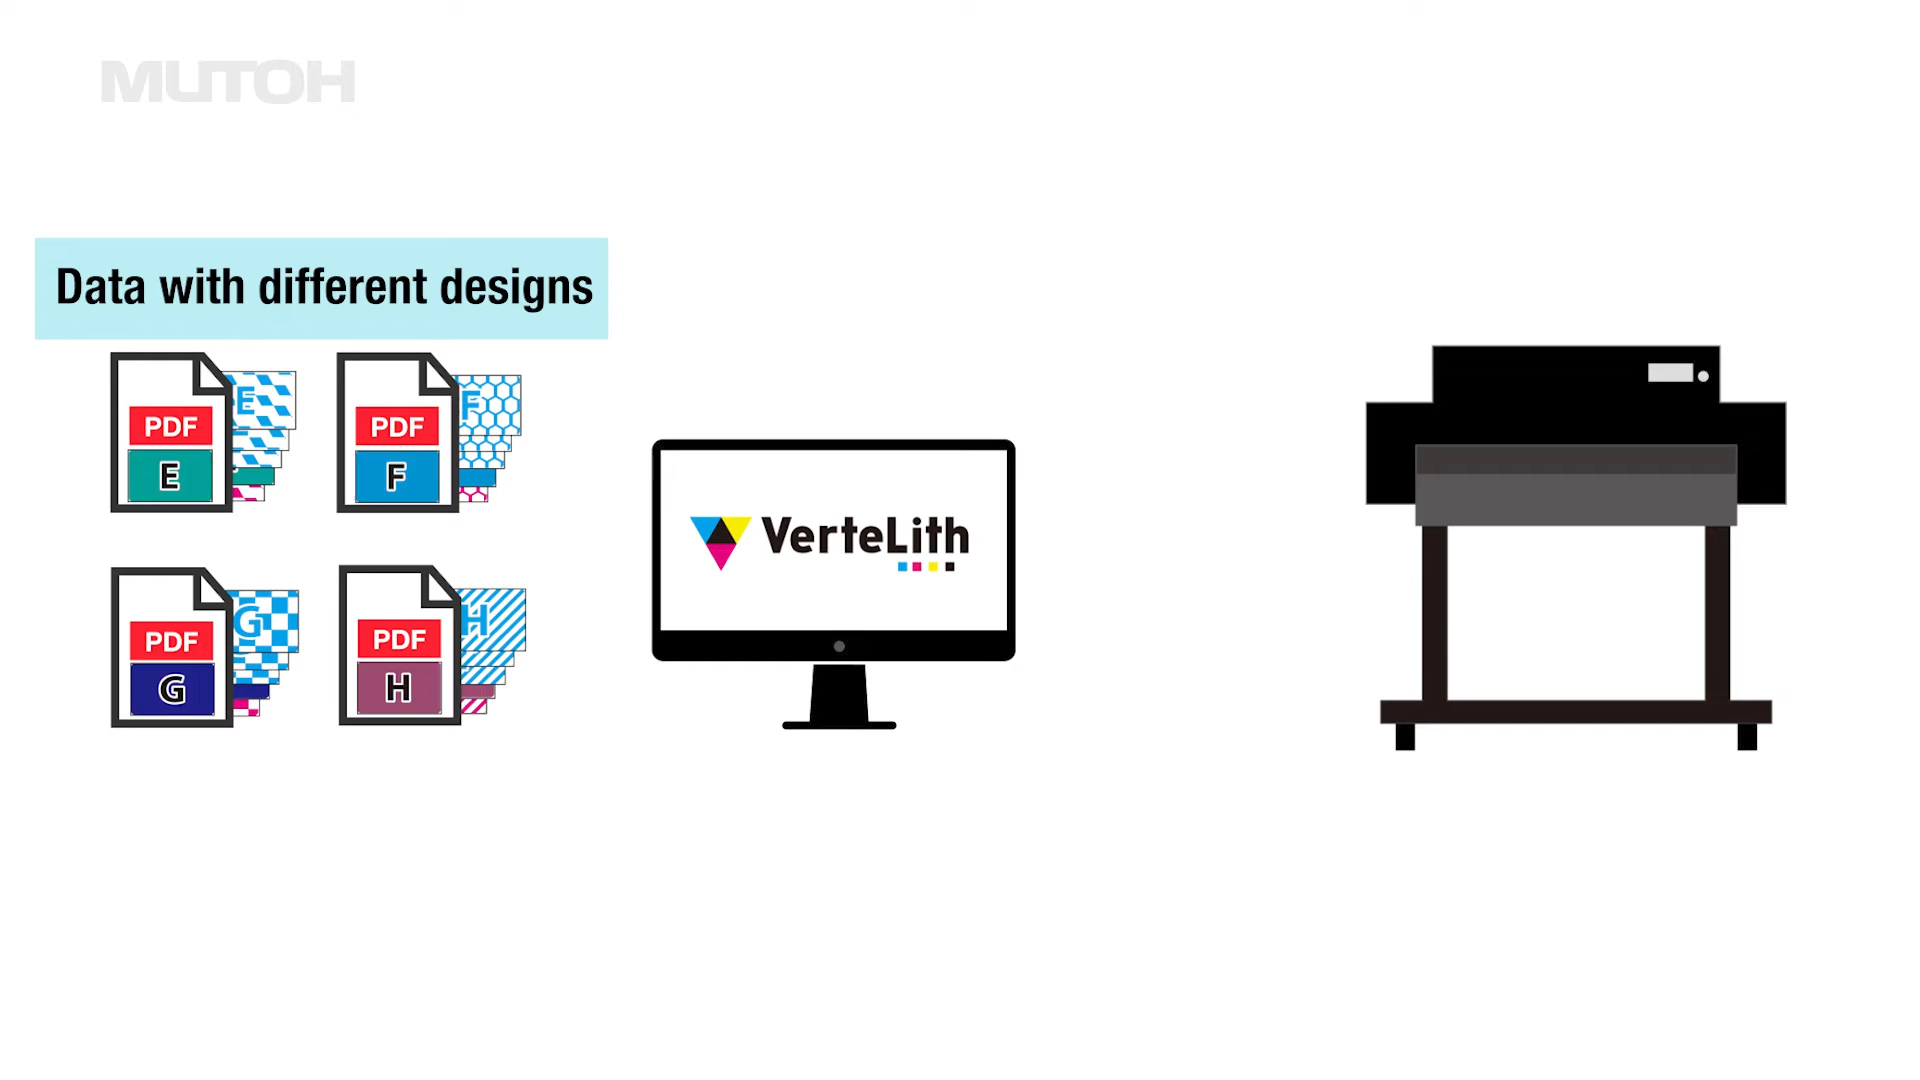 MUTOH
Data with different designs
E
PDF
E
F
PDF
F
VerteLith
G
PDF
G
H
PDF
H